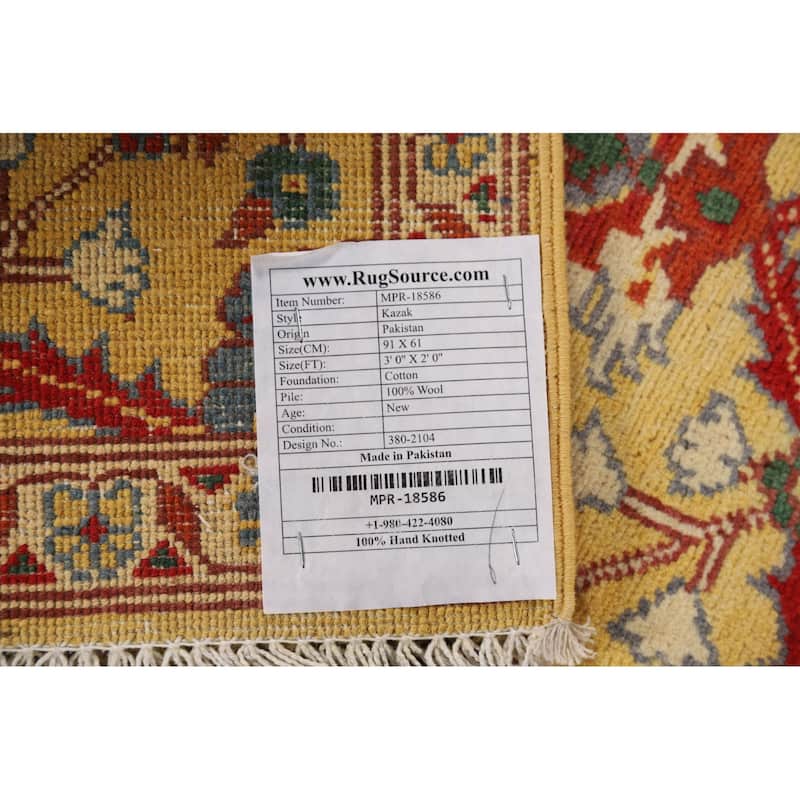 www.RugSource.com
Item Number: MPR-18586
Style Kazak
Origin Pakistan
Size(CM): 91 X 61
Size(FT): 3' 0" X 2' 0"
Foundation: Cotton
Pile: 100% Wool
Age: New
Condition:
Design No.: 380-2104
Made in Pakistan
MPR-18586
+1-980-422-4080
100% Hand Knotted